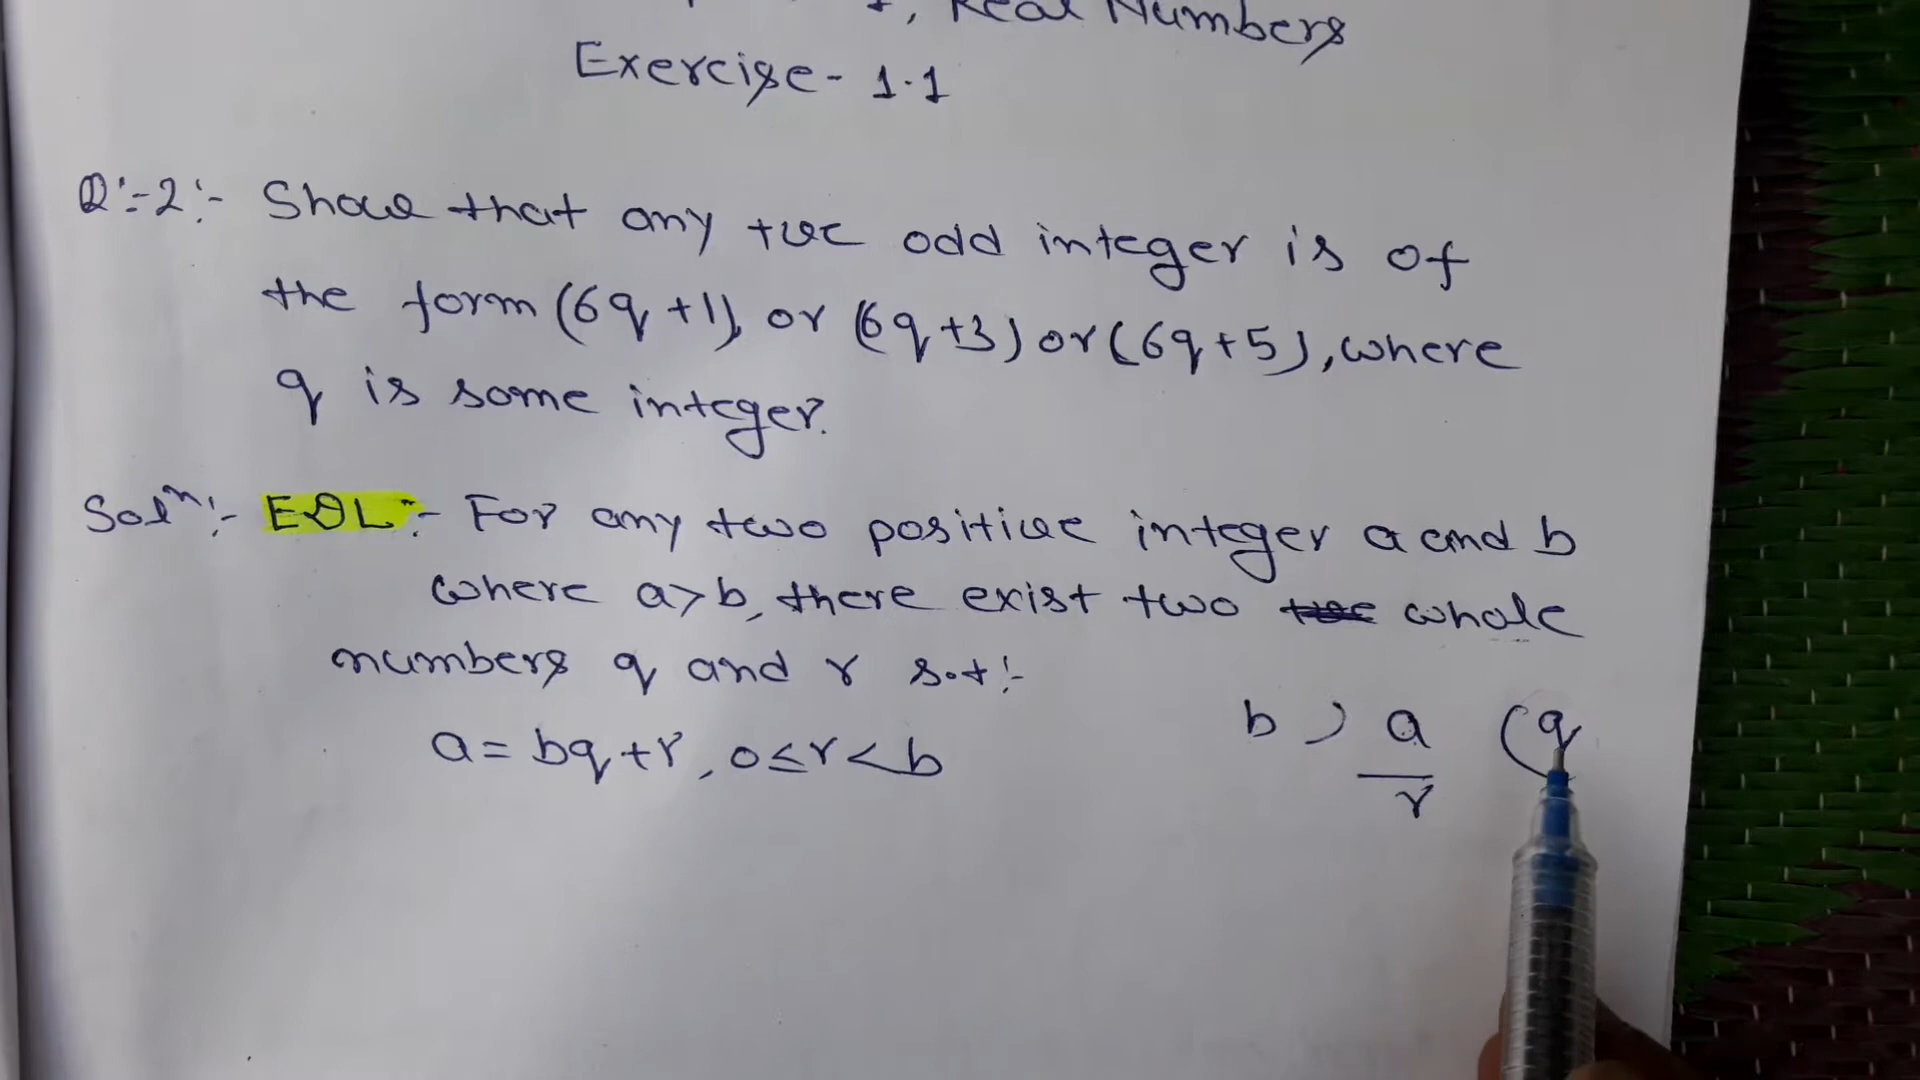 , Real Numbers
Exercise - 1.1
Q:-2:- Show that any +ve odd integer is of
the form (6q+1), or (6q+3) or (6q+5), where
q is some integer.
Solⁿ:- EDL:- For any two positive integer a and b
where a>b, there exist two whole
numbers q and r s.t:-
b ) a (q
a = bq+r, 0≤r<b
r